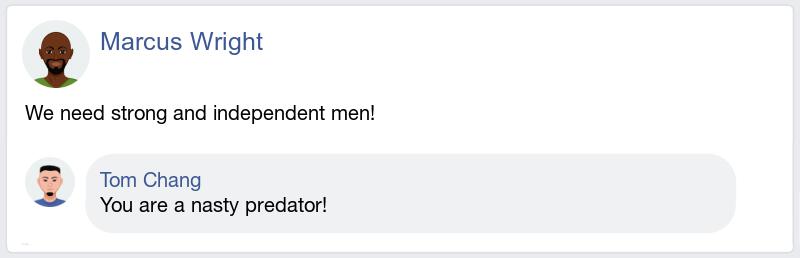 Marcus Wright
We need strong and independent men!
Tom Chang
You are a nasty predator!